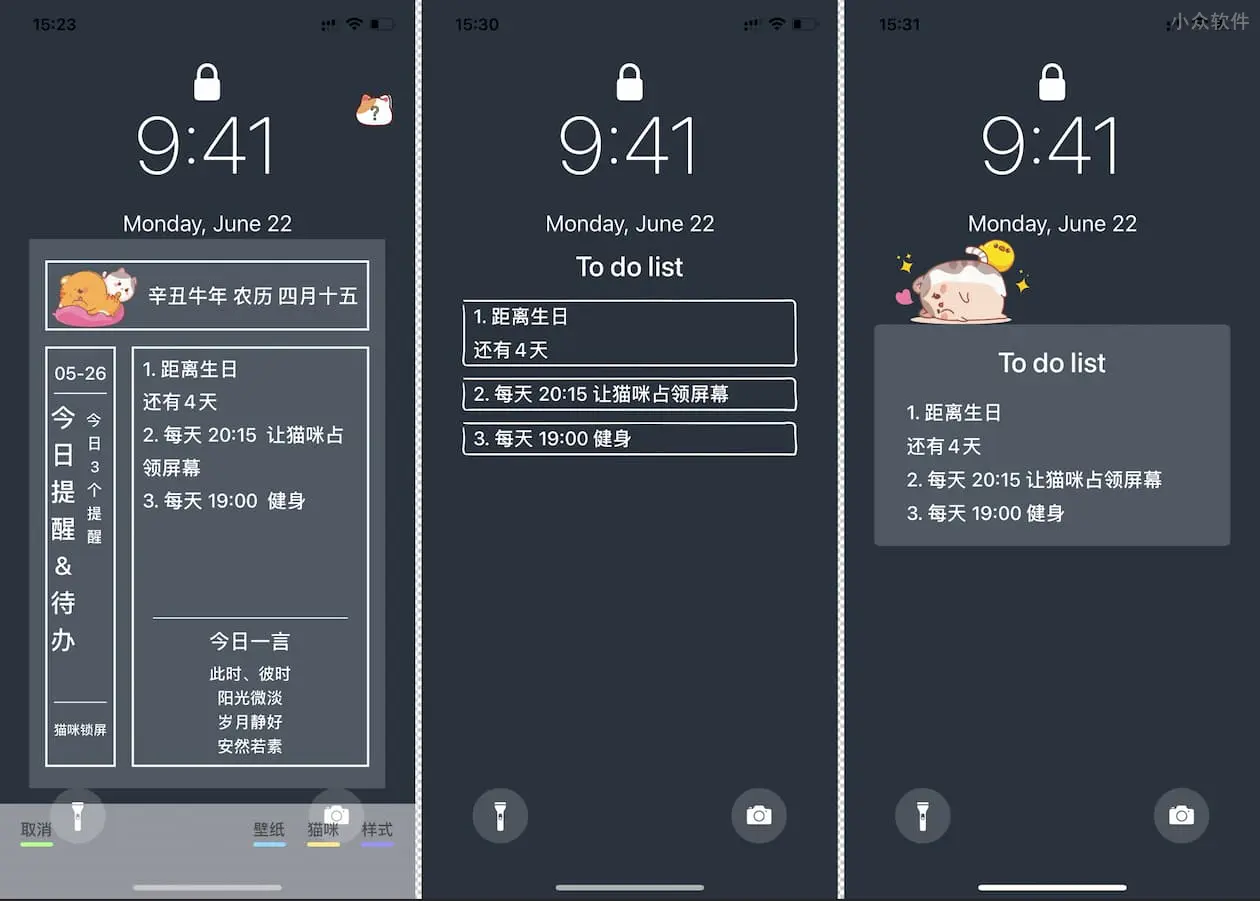 15:23
9:41
?
Monday, June 22
辛丑牛年 农历 四月十五
05-26
今日提醒&待办
今日3个提醒
猫咪锁屏
1. 距离生日
还有4天
2. 每天 20:15 让猫咪占
领屏幕
3. 每天 19:00 健身
今日一言
此时、彼时
阳光微淡
岁月静好
安然若素
取消
壁纸
猫咪
样式
15:30
9:41
Monday, June 22
To do list
1. 距离生日
还有4天
2. 每天 20:15 让猫咪占领屏幕
3. 每天 19:00 健身
15:31
小众软件
9:41
Monday, June 22
To do list
1. 距离生日
还有4天
2. 每天 20:15 让猫咪占领屏幕
3. 每天 19:00 健身